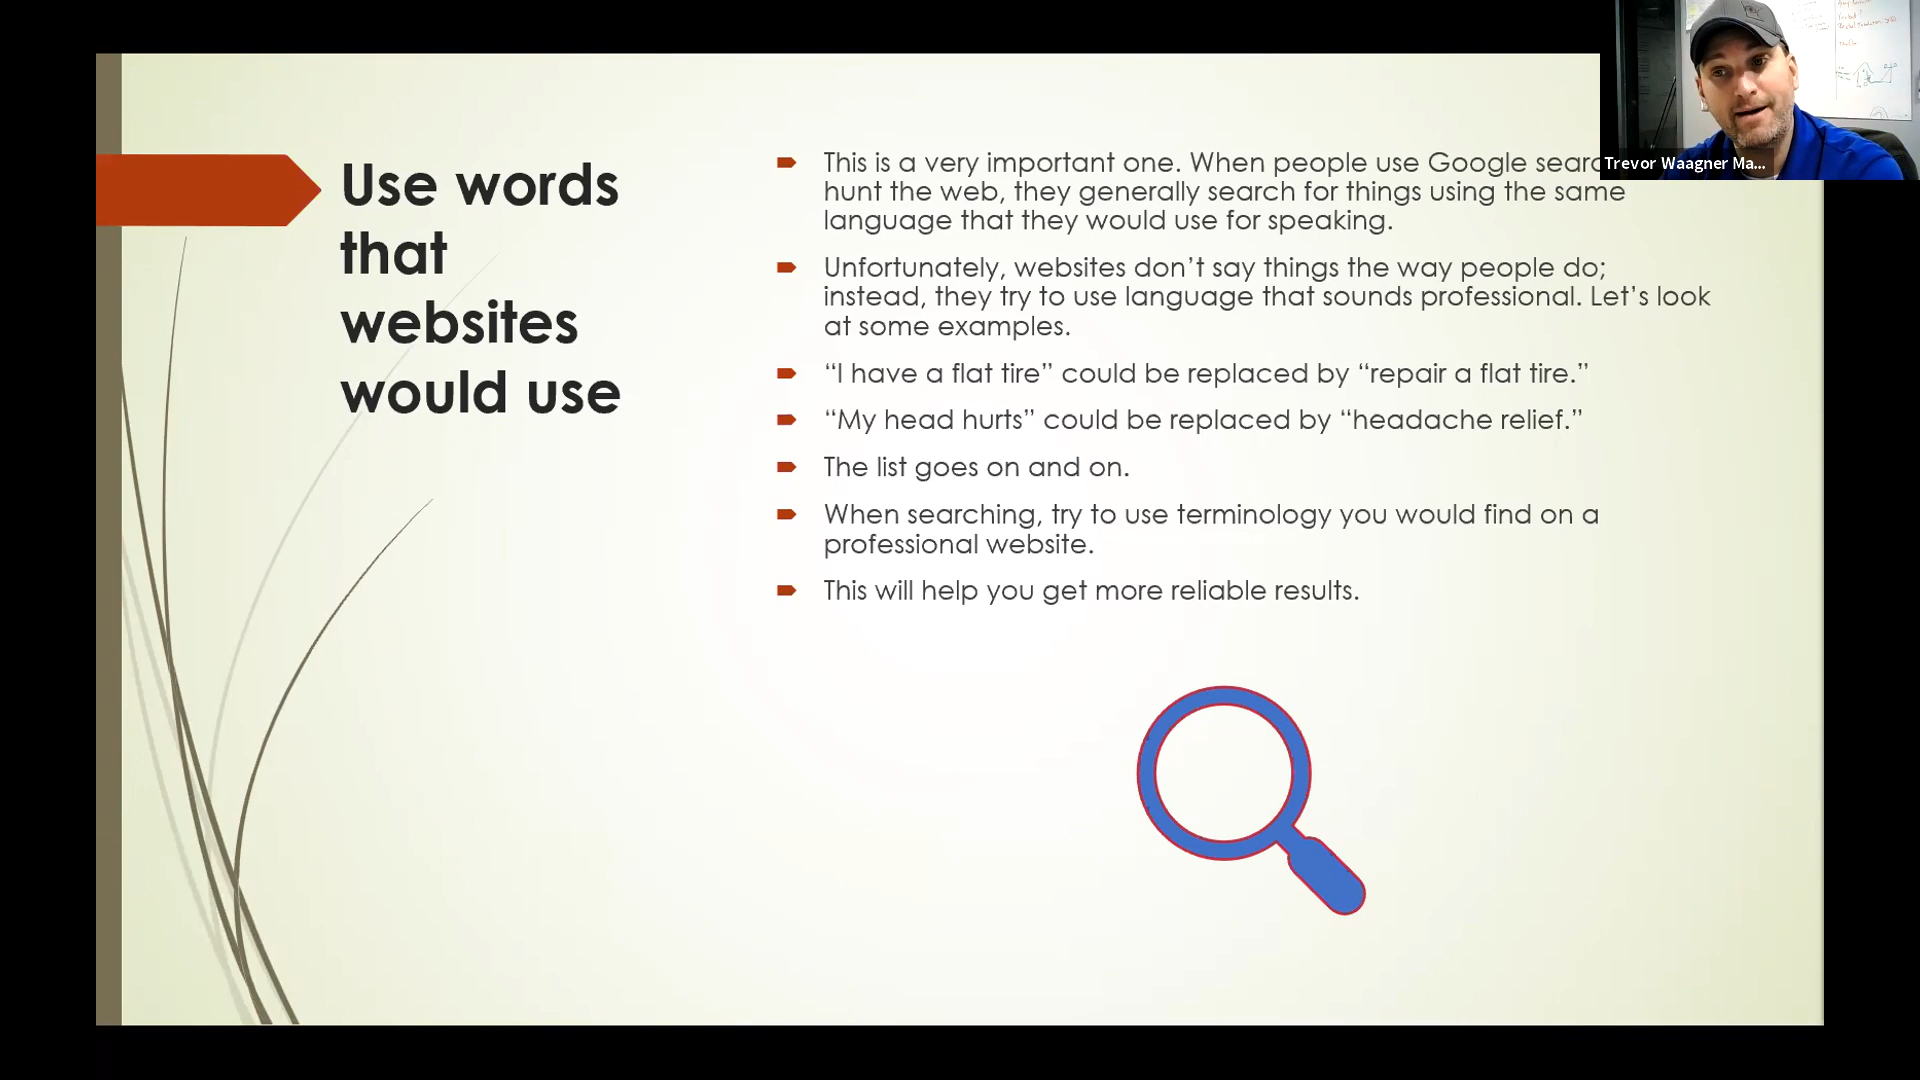 Use words
that
websites
would use
This is a very important one. When people use Google
hunt the web, they generally search for things using the same
language that they would use for speaking.
Unfortunately, websites don’t say things the way people do;
instead, they try to use language that sounds professional. Let’s look
at some examples.
“I have a flat tire” could be replaced by “repair a flat tire.”
“My head hurts” could be replaced by “headache relief.”
The list goes on and on.
When searching, try to use terminology you would find on a
professional website.
This will help you get more reliable results.
Trevor Waagner Ma...